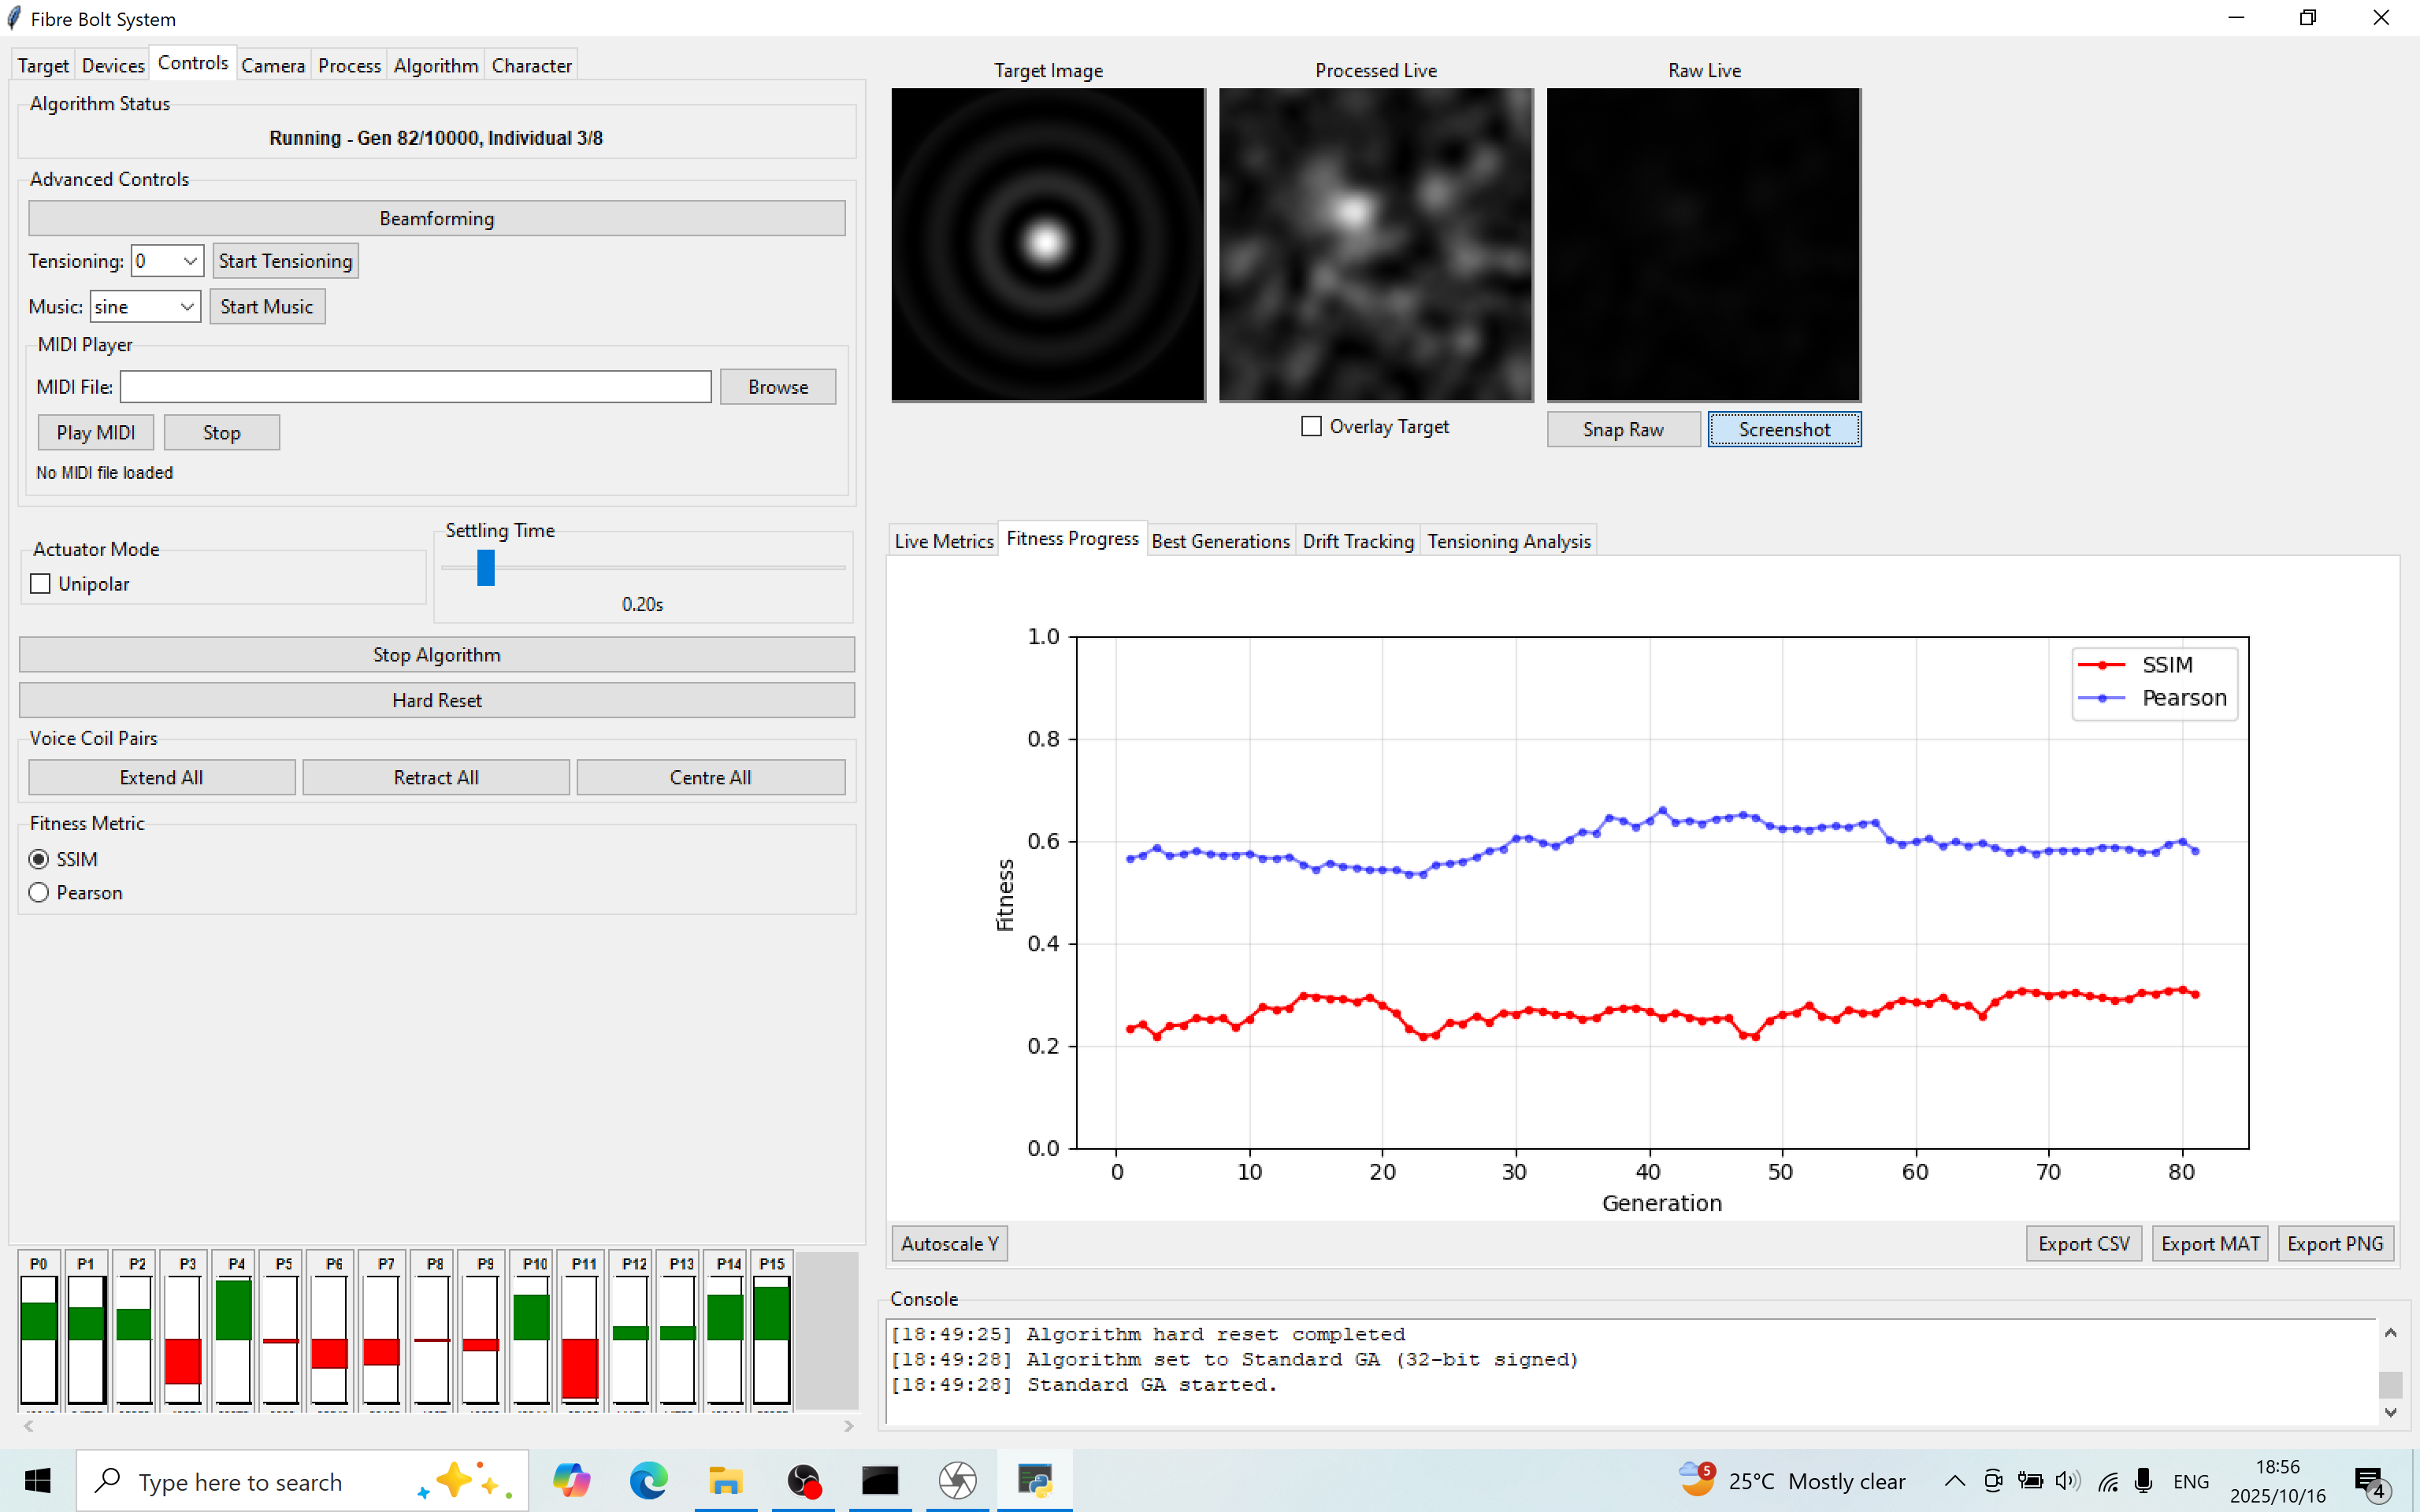 Fibre Bolt System
Target Devices Controls Camera Process Algorithm Character
Algorithm Status
Running - Gen 82/10000, Individual 3/8
Advanced Controls
Beamforming
Tensioning: 0 Start Tensioning
Music: sine Start Music
MIDI Player
MIDI File: Browse
Play MIDI Stop
No MIDI file loaded
Actuator Mode
Unipolar
Settling Time
0.20s
Stop Algorithm
Hard Reset
Voice Coil Pairs
Extend All Retract All Centre All
Fitness Metric
SSIM
Pearson
P0 P1 P2 P3 P4 P5 P6 P7 P8 P9 P10 P11 P12 P13 P14 P15
Target Image Processed Live Raw Live
Overlay Target Snap Raw Screenshot
Live Metrics Fitness Progress Best Generations Drift Tracking Tensioning Analysis
1.0
0.8
0.6
0.4
0.2
0.0
Fitness
SSIM
Pearson
0 10 20 30 40 50 60 70 80
Generation
Autoscale Y Export CSV Export MAT Export PNG
Console
[18:49:25] Algorithm hard reset completed
[18:49:28] Algorithm set to Standard GA (32-bit signed)
[18:49:28] Standard GA started.
Type here to search
5
25°C Mostly clear
ENG
18:56
2025/10/16
4